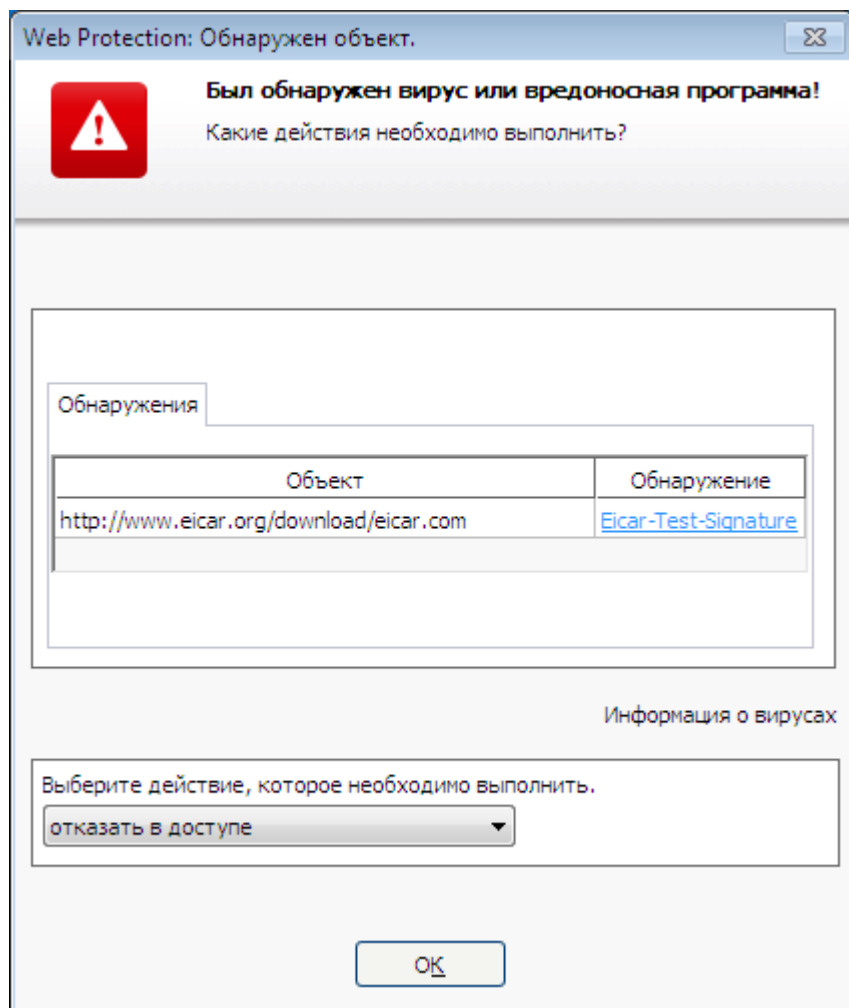 Web Protection: Обнаружен объект.
Был обнаружен вирус или вредоносная программа!
Какие действия необходимо выполнить?
Обнаружения
Объект Обнаружение
http://www.eicar.org/download/eicar.com Eicar-Test-Signature
Информация о вирусах
Выберите действие, которое необходимо выполнить.
отказать в доступе
OK